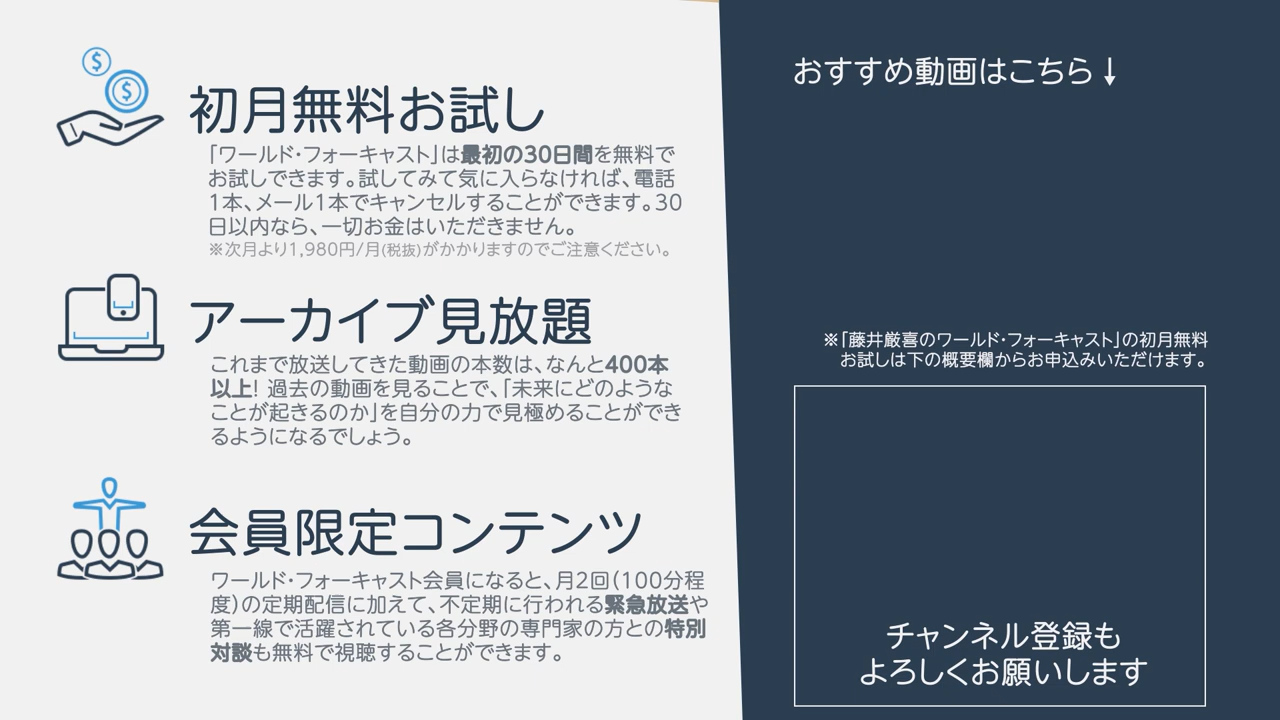 初月無料お試し
「ワールド・フォーキャスト」は最初の30日間を無料で
お試しできます。試してみて気に入らなければ、電話
1本、メール1本でキャンセルすることができます。30
日以内なら、一切お金はいただきません。
※次月より1,980円/月(税抜)がかかりますのでご注意ください。
アーカイブ見放題
これまで放送してきた動画の本数は、なんと400本
以上! 過去の動画を見ることで、「未来にどのような
ことが起きるのか」を自分の力で見極めることができ
るようになるでしょう。
会員限定コンテンツ
ワールド・フォーキャスト会員になると、月2回(100分程
度)の定期配信に加えて、不定期に行われる緊急放送や
第一線で活躍されている各分野の専門家の方との特別
対談も無料で視聴することができます。
おすすめ動画はこちら↓
※「藤井厳喜のワールド・フォーキャスト」の初月無料
お試しは下の概要欄からお申込みいただけます。
チャンネル登録も
よろしくお願いします